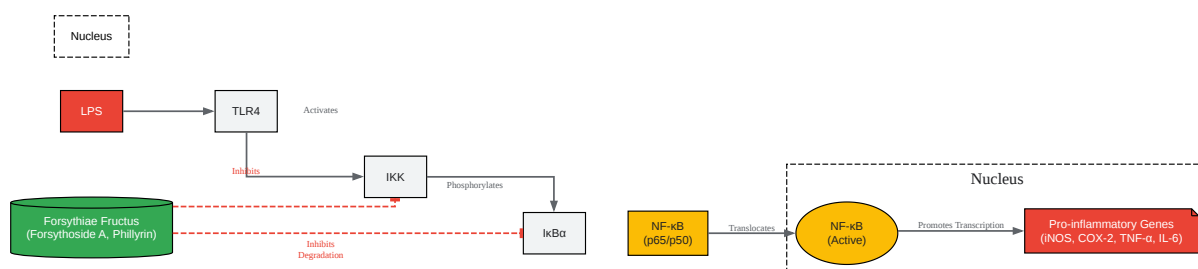 Nucleus
LPS
TLR4
Activates
Inhibits
IKK
Phosphorylates
Forsythiae Fructus
(Forsythoside A, Phillyrin)
Inhibits
Degradation
IκBα
NF-κB
(p65/p50)
Translocates
Nucleus
NF-κB
(Active)
Promotes Transcription
Pro-inflammatory Genes
(iNOS, COX-2, TNF-α, IL-6)